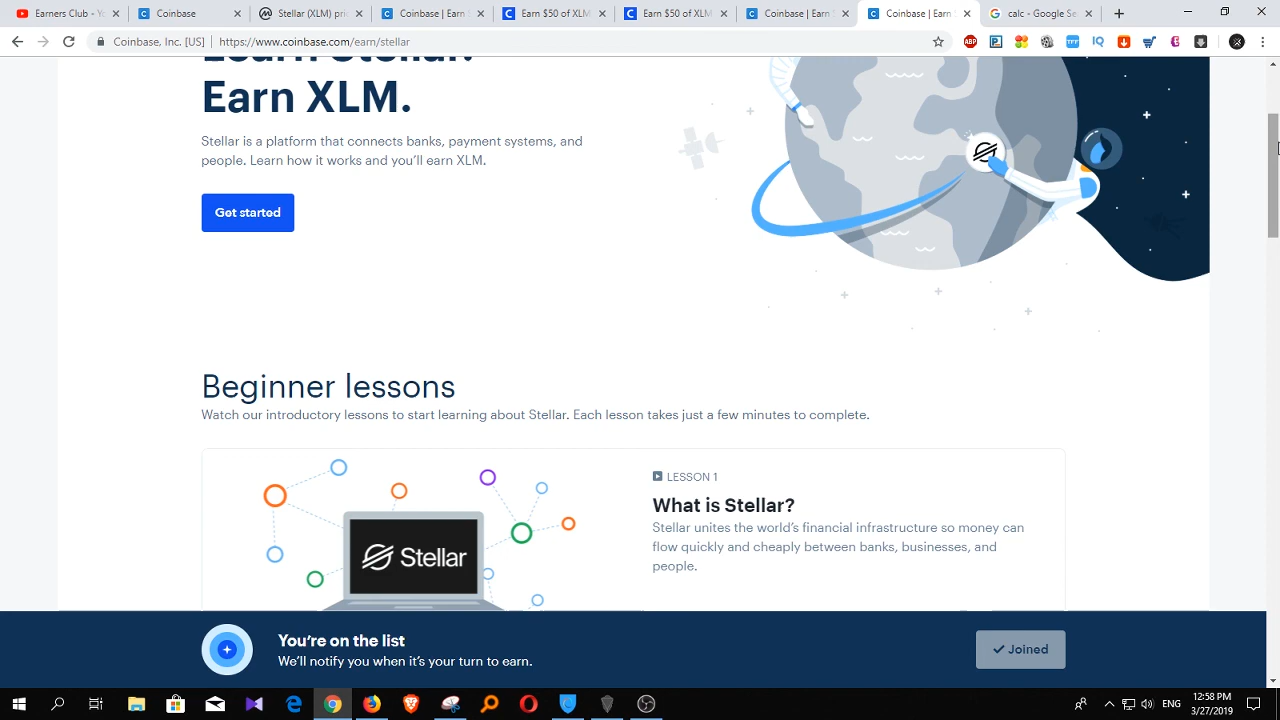 Earners Club - Yo
Coinbase
Stellar (XLM) pric
Coinbase | Earn
Earn $50 of XLM
Earn $50 of XLM
Coinbase | Earn
Coinbase | Earn
calc - Google Se
Coinbase, Inc. [US] | https://www.coinbase.com/earn/stellar
Learn Stellar.
Earn XLM.
Stellar is a platform that connects banks, payment systems, and
people. Learn how it works and you'll earn XLM.
Get started
Beginner lessons
Watch our introductory lessons to start learning about Stellar. Each lesson takes just a few minutes to complete.
LESSON 1
What is Stellar?
Stellar unites the world's financial infrastructure so money can
flow quickly and cheaply between banks, businesses, and
people.
Stellar
You're on the list
We'll notify you when it's your turn to earn.
Joined
ENG
12:58 PM
3/27/2019